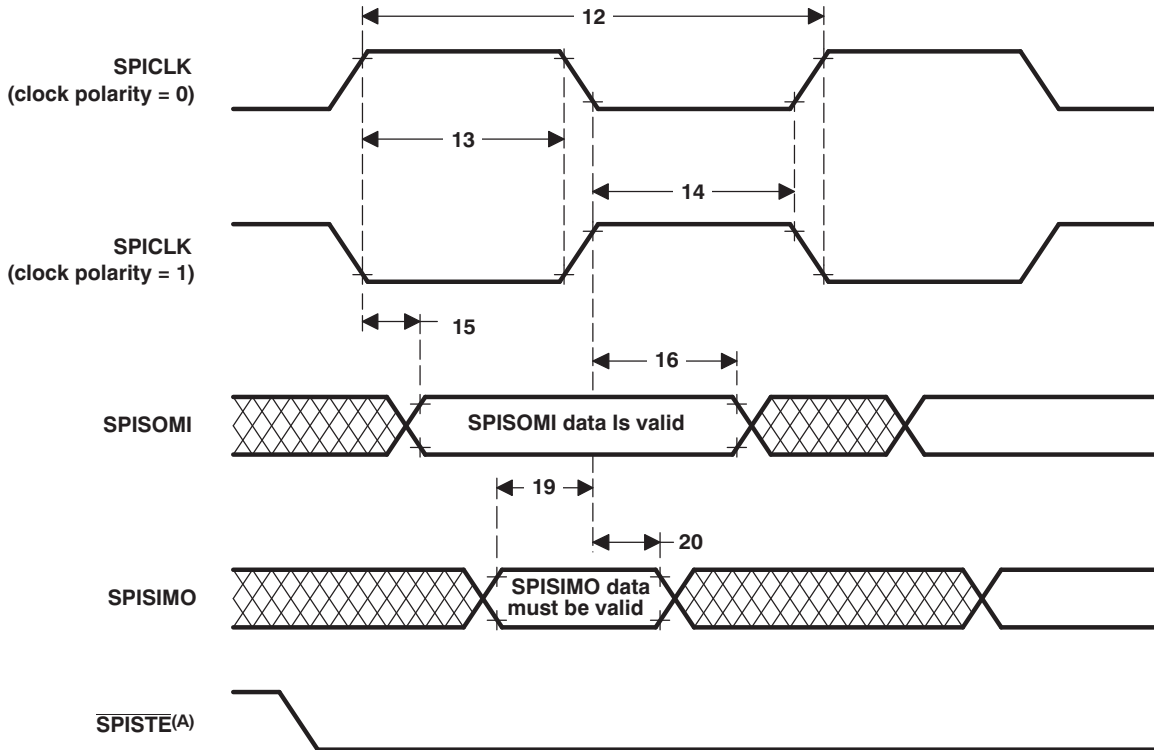 12
SPICLK
(clock polarity = 0)
13
14
SPICLK
(clock polarity = 1)
15
16
SPISOMI
SPISOMI data Is valid
19
20
SPISIMO
SPISIMO data
must be valid
SPISTE(A)